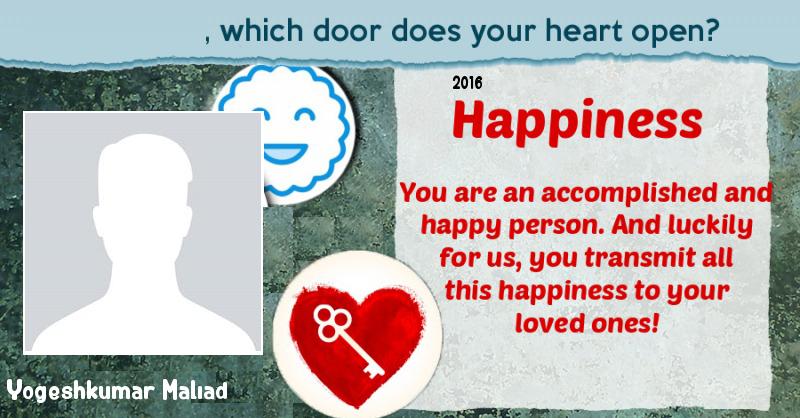 , which door does your heart open?
2016
Happiness
You are an accomplished and
happy person. And luckily
for us, you transmit all
this happiness to your
loved ones!
Yogeshkumar Maliad